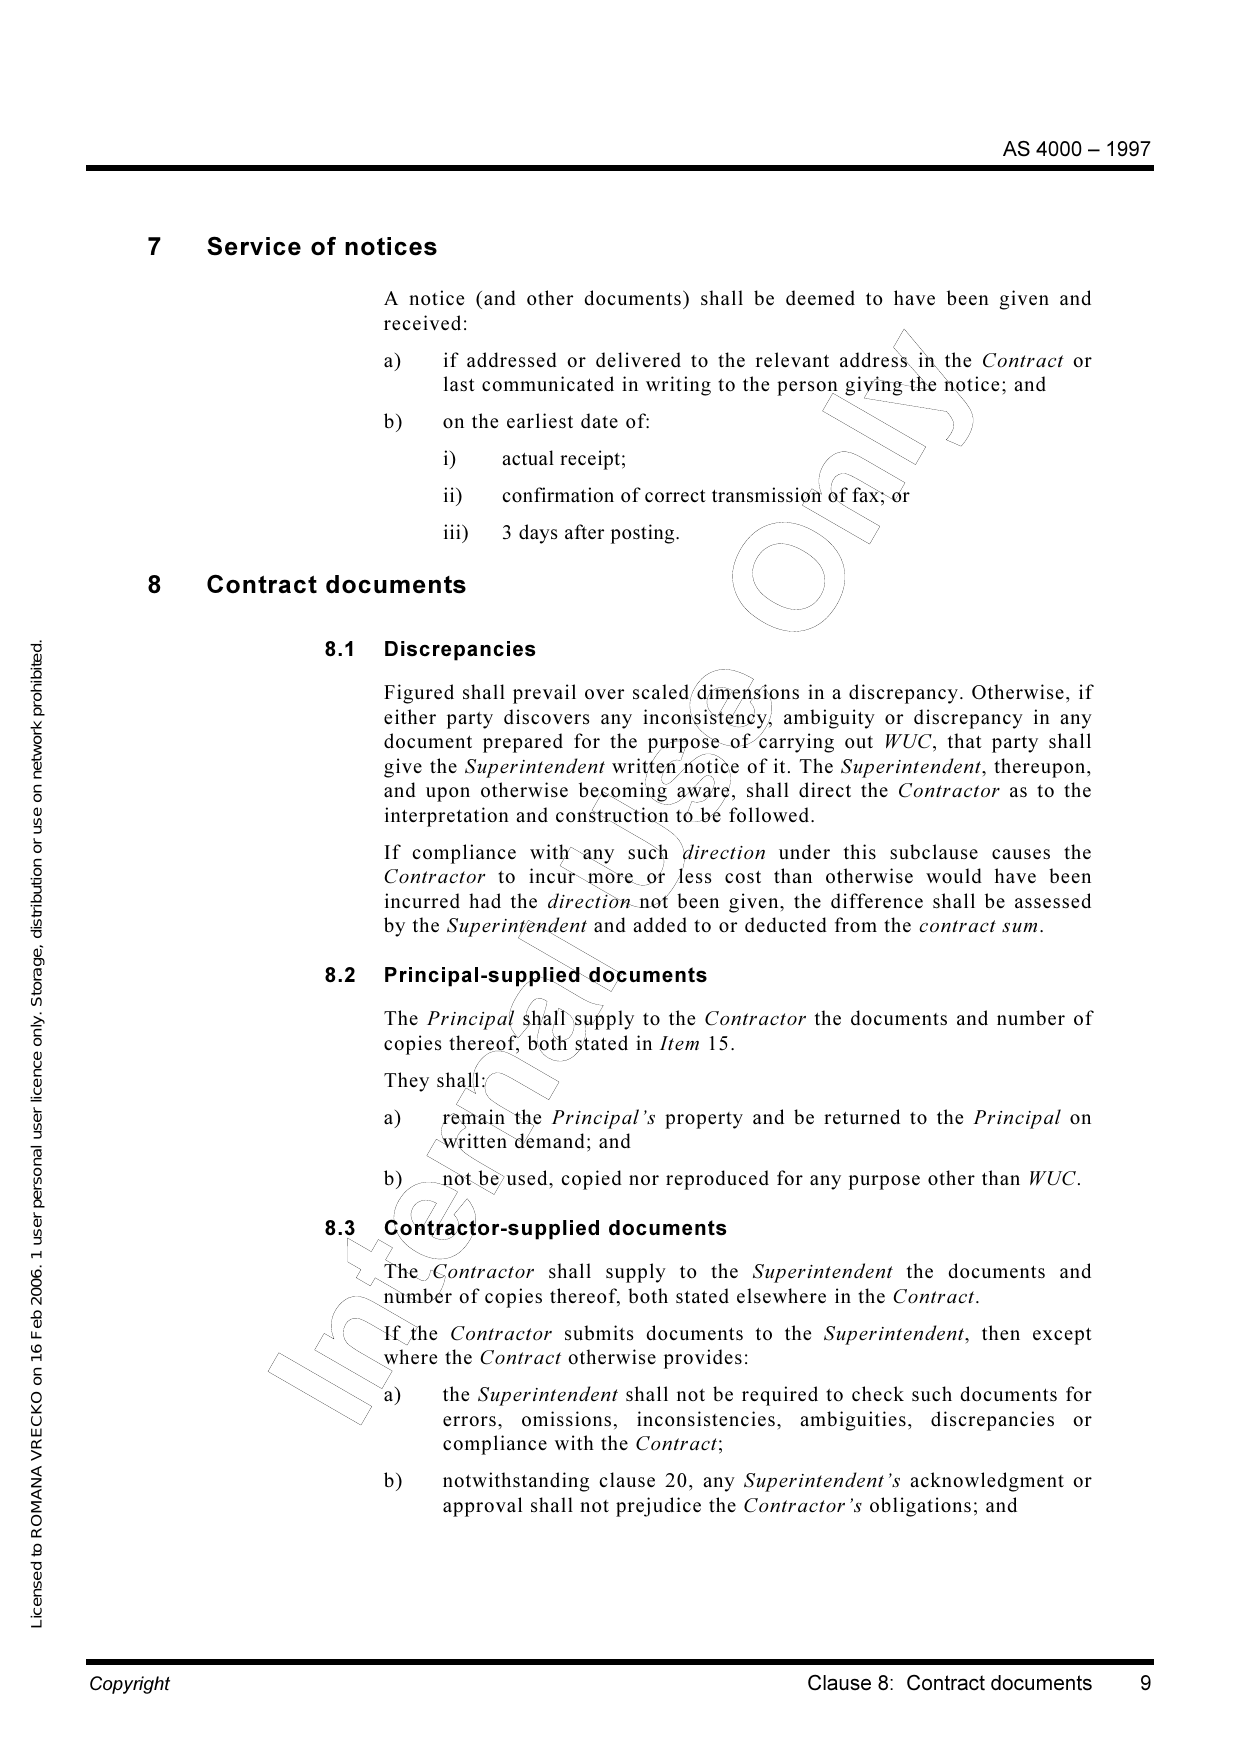 AS 4000 – 1997
7 Service of notices
A notice (and other documents) shall be deemed to have been given and
received:
a) if addressed or delivered to the relevant address in the Contract or
last communicated in writing to the person giving the notice; and
b) on the earliest date of:
i) actual receipt;
ii) confirmation of correct transmission of fax; or
iii) 3 days after posting.
8 Contract documents
8.1 Discrepancies
Figured shall prevail over scaled dimensions in a discrepancy. Otherwise, if
either party discovers any inconsistency, ambiguity or discrepancy in any
document prepared for the purpose of carrying out WUC, that party shall
give the Superintendent written notice of it. The Superintendent, thereupon,
and upon otherwise becoming aware, shall direct the Contractor as to the
interpretation and construction to be followed.
If compliance with any such direction under this subclause causes the
Contractor to incur more or less cost than otherwise would have been
incurred had the direction not been given, the difference shall be assessed
by the Superintendent and added to or deducted from the contract sum.
8.2 Principal-supplied documents
The Principal shall supply to the Contractor the documents and number of
copies thereof, both stated in Item 15.
They shall:
a) remain the Principal’s property and be returned to the Principal on
written demand; and
b) not be used, copied nor reproduced for any purpose other than WUC.
8.3 Contractor-supplied documents
The Contractor shall supply to the Superintendent the documents and
number of copies thereof, both stated elsewhere in the Contract.
If the Contractor submits documents to the Superintendent, then except
where the Contract otherwise provides:
a) the Superintendent shall not be required to check such documents for
errors, omissions, inconsistencies, ambiguities, discrepancies or
compliance with the Contract;
b) notwithstanding clause 20, any Superintendent’s acknowledgment or
approval shall not prejudice the Contractor’s obligations; and
Internal use only
Licensed to ROMANA VRECKO on 16 Feb 2006. 1 user personal user licence only. Storage, distribution or use on network prohibited.
Copyright Clause 8: Contract documents 9